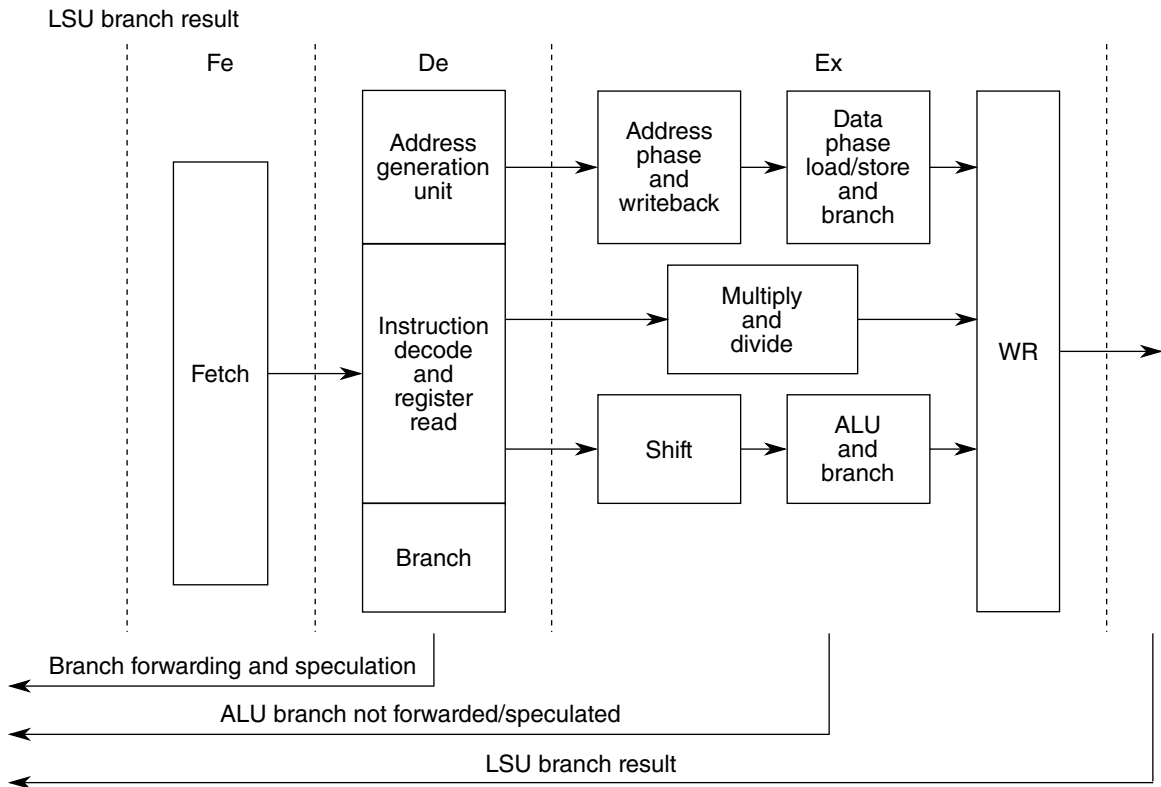 LSU branch result
Fe
De
Ex
Address
generation
unit
Address
phase
and
writeback
Data
phase
load/store
and
branch
Fetch
Instruction
decode
and
register
read
Multiply
and
divide
WR
Shift
ALU
and
branch
Branch
Branch forwarding and speculation
ALU branch not forwarded/speculated
LSU branch result